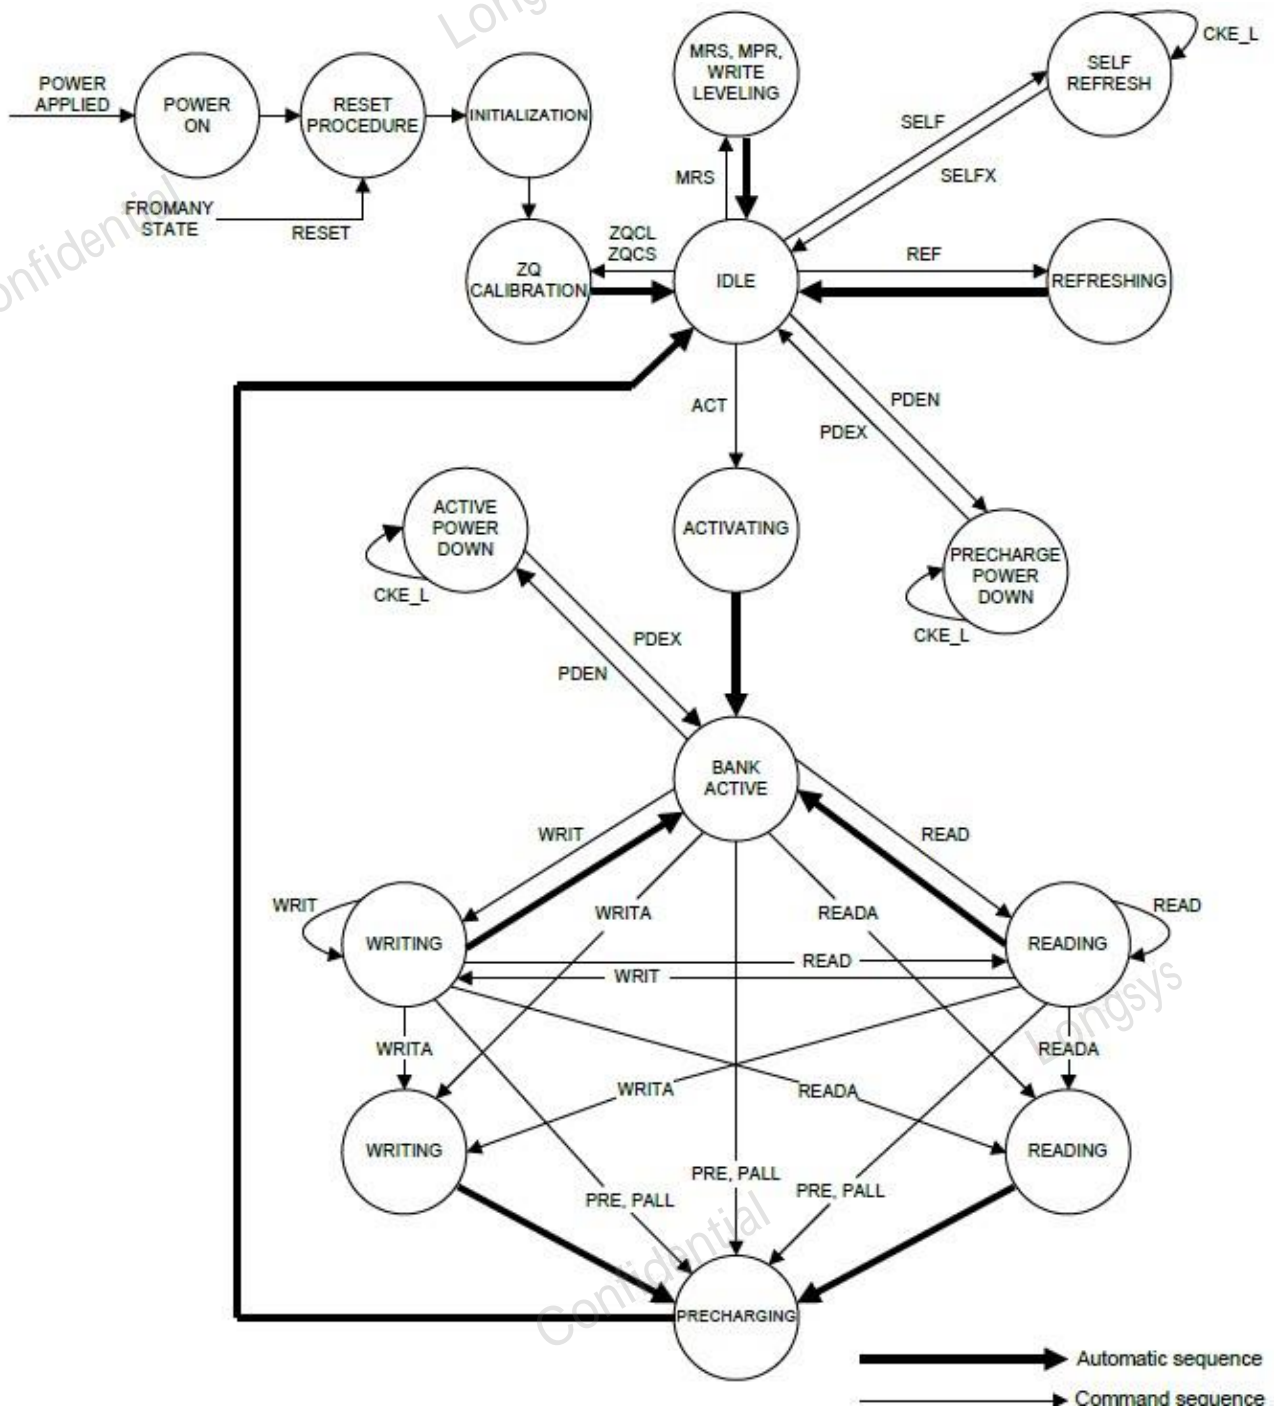 Longsys
MRS, MPR,
WRITE
LEVELING
SELF
REFRESH
CKE_L
POWER
APPLIED
POWER
ON
RESET
PROCEDURE
INITIALIZATION
SELF
SELFX
MRS
FROMANY
STATE
RESET
Confidential
ZQCL
ZQCS
ZQ
CALIBRATION
IDLE
REF
REFRESHING
ACT
PDEN
PDEX
ACTIVE
POWER
DOWN
CKE_L
ACTIVATING
PRECHARGE
POWER
DOWN
CKE_L
PDEX
PDEN
BANK
ACTIVE
WRIT
READ
WRIT
WRITA
READA
READ
WRITING
READING
READ
WRIT
Longsys
WRITA
READA
WRITA
READA
WRITING
READING
PRE, PALL
PRE, PALL
PRE, PALL
Confidential
PRECHARGING
Automatic sequence
Command sequence